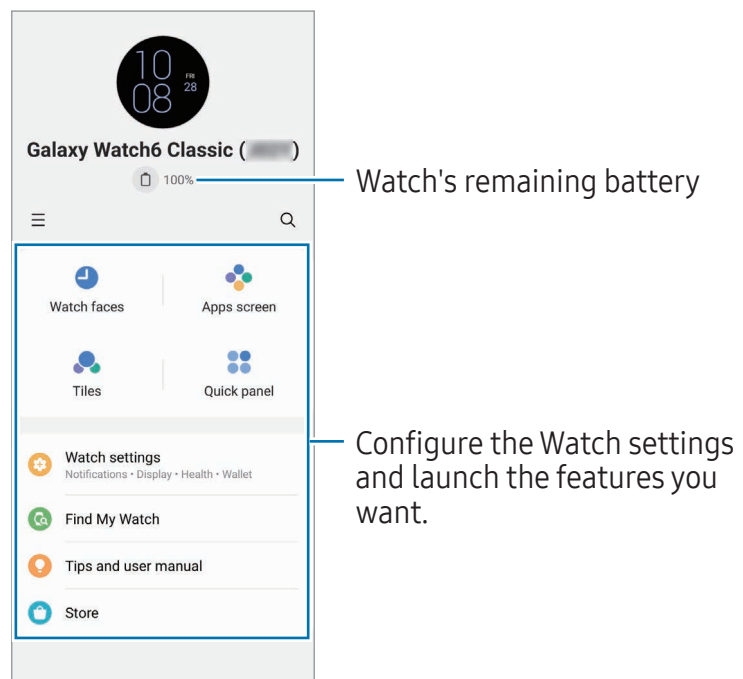 10
08
FRI
28
Galaxy Watch6 Classic ( )
100%
Watch's remaining battery
Watch faces
Apps screen
Tiles
Quick panel
Watch settings
Notifications • Display • Health • Wallet
Find My Watch
Tips and user manual
Store
Configure the Watch settings
and launch the features you
want.